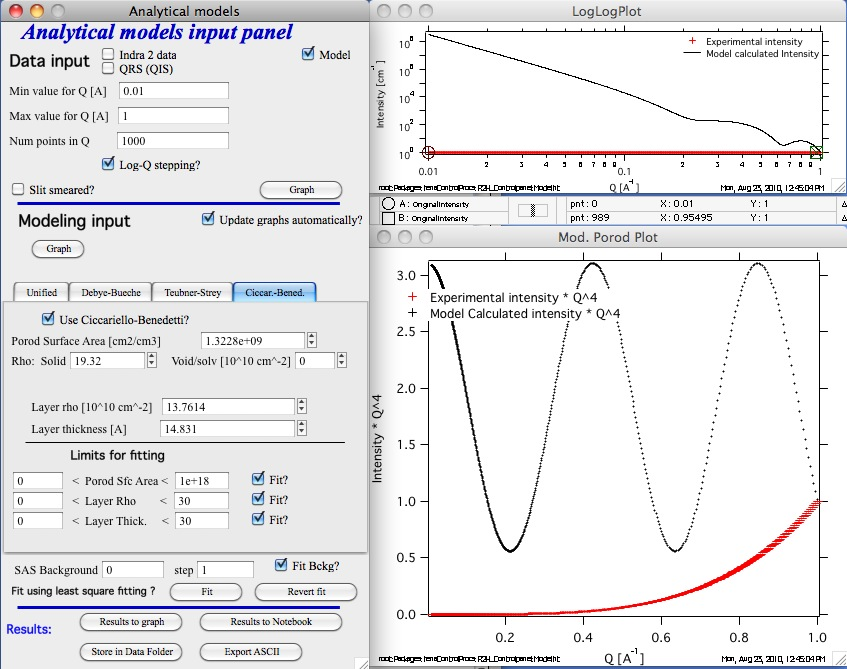 Analytical models
Analytical models input panel
Data input
Indra 2 data
QRS (QIS)
Model
Min value for Q [A] 0.01
Max value for Q [A] 1
Num points in Q 1000
Log-Q stepping?
Slit smeared? Graph
Modeling input Update graphs automatically?
Graph
Unified Debye-Bueche Teubner-Strey Ciccar.-Bened.
Use Ciccariello-Benedetti?
Porod Surface Area [cm2/cm3] 1.3228e+09
Rho: Solid 19.32 Void/solv [10^10 cm^-2] 0
Layer rho [10^10 cm^-2] 13.7614
Layer thickness [A] 14.831
Limits for fitting
0 < Porod Sfc Area < 1e+18 Fit?
0 < Layer Rho < 30 Fit?
0 < Layer Thick. < 30 Fit?
SAS Background 0 step 1 Fit Bckg?
Fit using least square fitting ? Fit Revert fit
Results:
Results to graph Results to Notebook
Store in Data Folder Export ASCII
LogLogPlot
Experimental intensity
Model calculated Intensity
Intensity [cm-1]
10^8
10^6
10^4
10^2
10^0
0.01 2 3 4 5 6 7 8 9 0.1 2 3 4 5 6 7 8 9 1
Q [A-1]
Mon, Aug 23, 2010, 12:45:04 PM
A: OriginalIntensity pnt: 0 X: 0.01 Y: 1
B: OriginalIntensity pnt: 989 X: 0.95495 Y: 1
Mod. Porod Plot
Experimental intensity * Q^4
Model Calculated intensity * Q^4
Intensity * Q^4
3.0
2.5
2.0
1.5
1.0
0.5
0.0
0.2 0.4 0.6 0.8 1.0
Q [A-1]
Mon, Aug 23, 2010, 12:45:04 PM